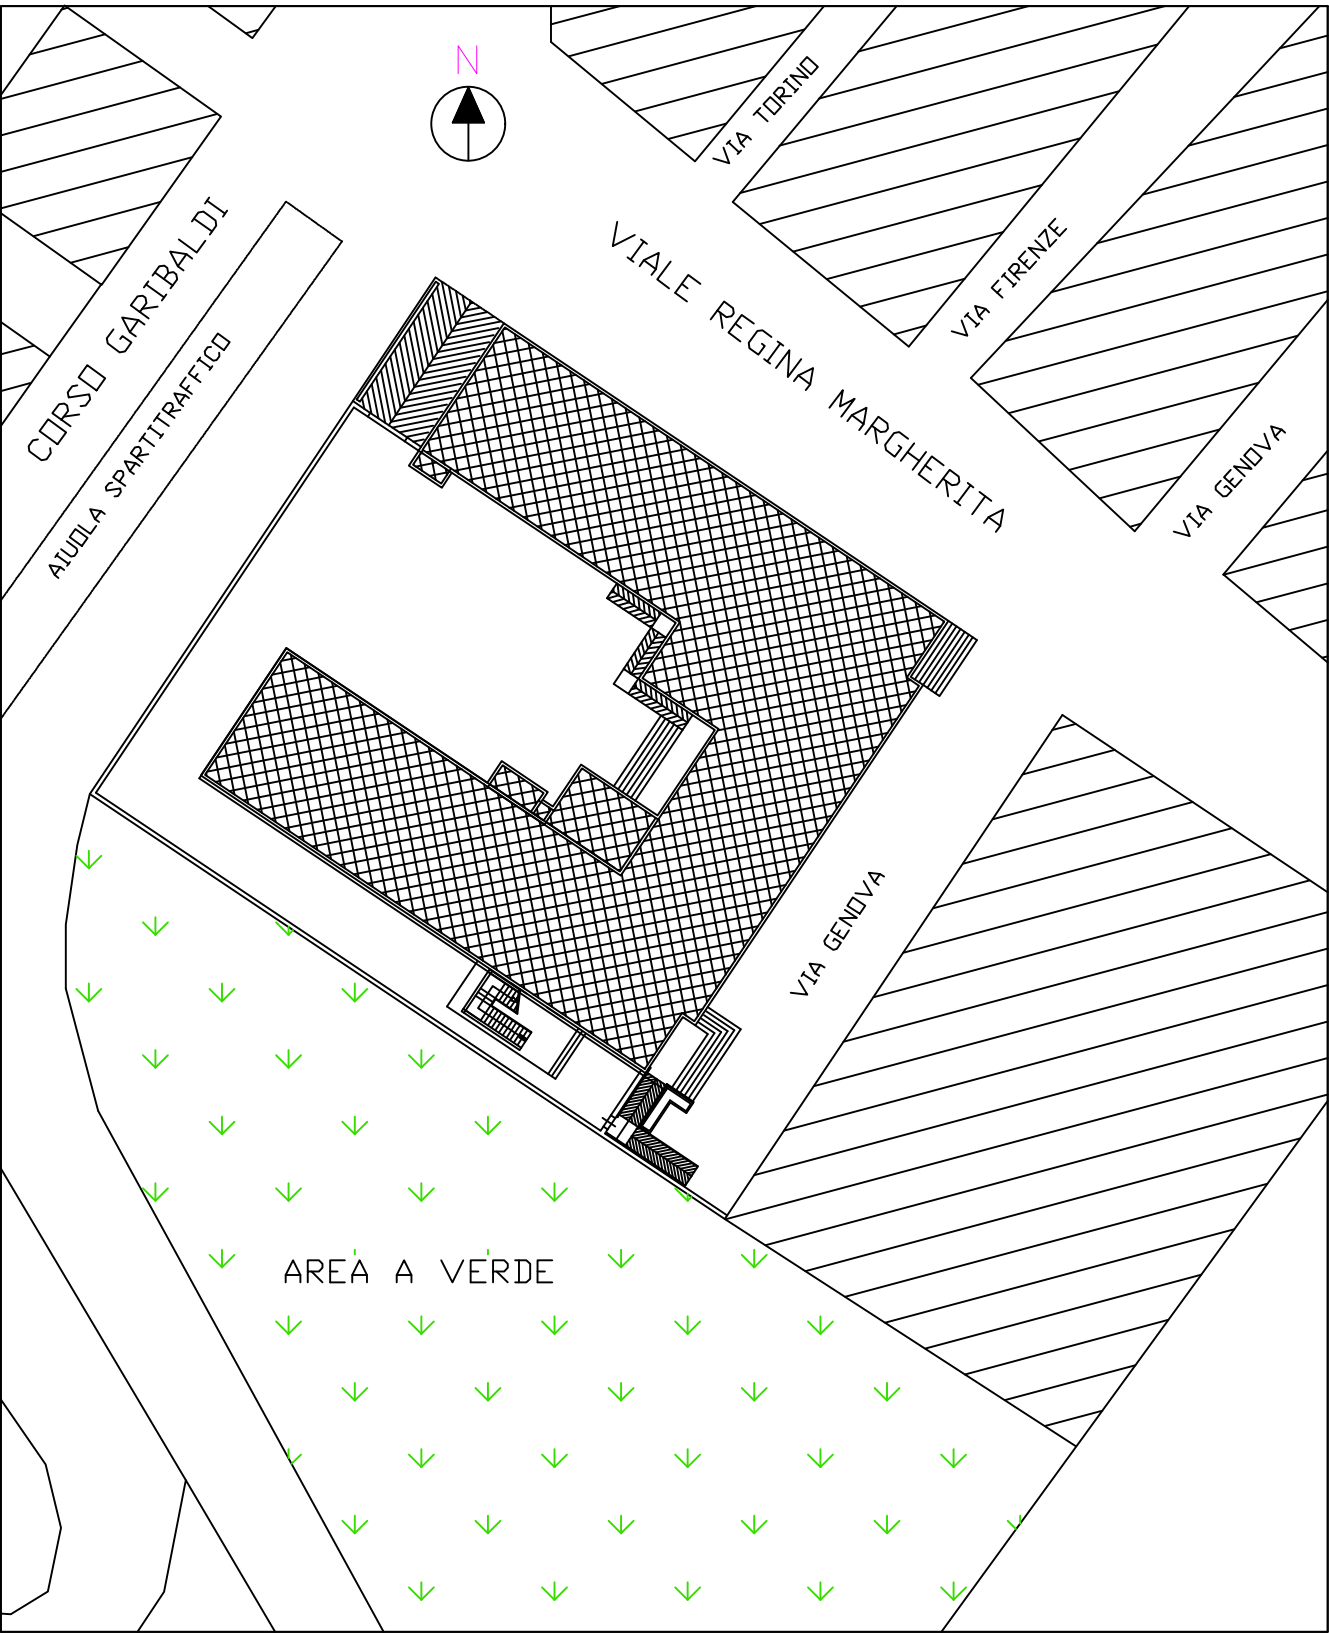 N
VIA TORINO
CORSO GARIBALDI
VIALE REGINA MARGHERITA
VIA FIRENZE
AIUOLA SPARTITRAFFICO
VIA GENOVA
VIA GENOVA
AREA A VERDE